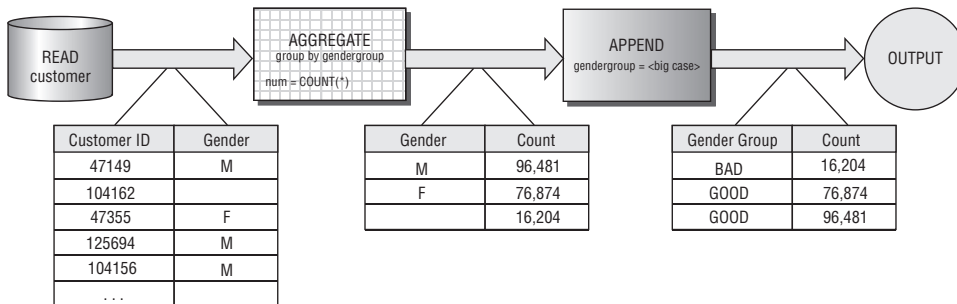 READ
customer
AGGREGATE
group by gendergroup
num = COUNT(*)
APPEND
gendergroup = <big case>
OUTPUT
Customer ID Gender
47149 M
104162
47355 F
125694 M
104156 M
. . .
Gender Count
M 96,481
F 76,874
16,204
Gender Group Count
BAD 16,204
GOOD 76,874
GOOD 96,481